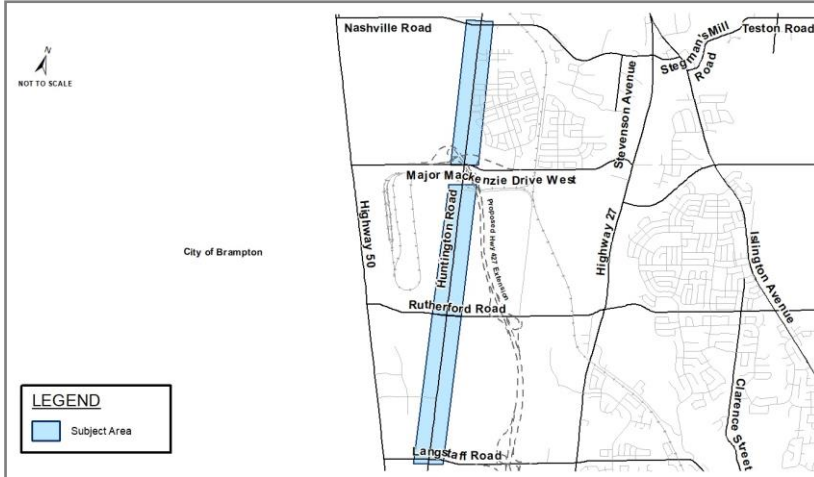 Nashville Road
Teston Road
Stegman's Mill
Road
N
NOT TO SCALE
Stevenson Avenue
Major Mackenzie Drive West
Highway 50
Huntington Road
Proposed Hwy 427 Extension
Highway 27
Islington Avenue
City of Brampton
Rutherford Road
LEGEND
Subject Area
Clarence Street
Langstaff Road